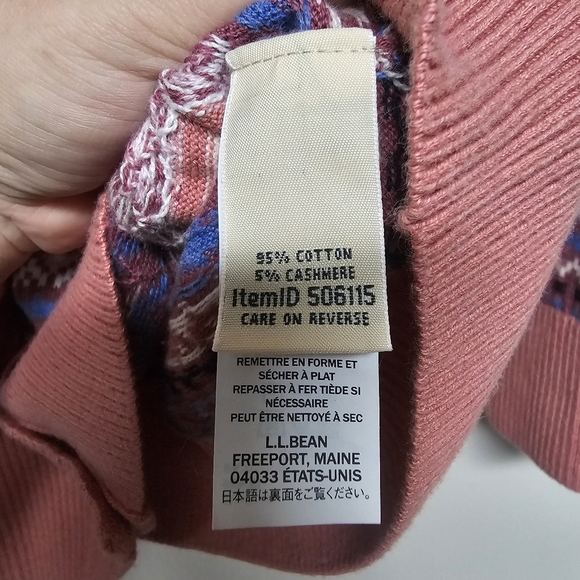 95% COTTON
5% CASHMERE
ItemID 506115
CARE ON REVERSE
REMETTRE EN FORME ET
SÉCHER À PLAT
REPASSER À FER TIÈDE SI
NÉCESSAIRE
PEUT ÊTRE NETTOYÉ À SEC
L.L.BEAN
FREEPORT, MAINE
04033 ÉTATS-UNIS
日本語は裏面をご覧ください。